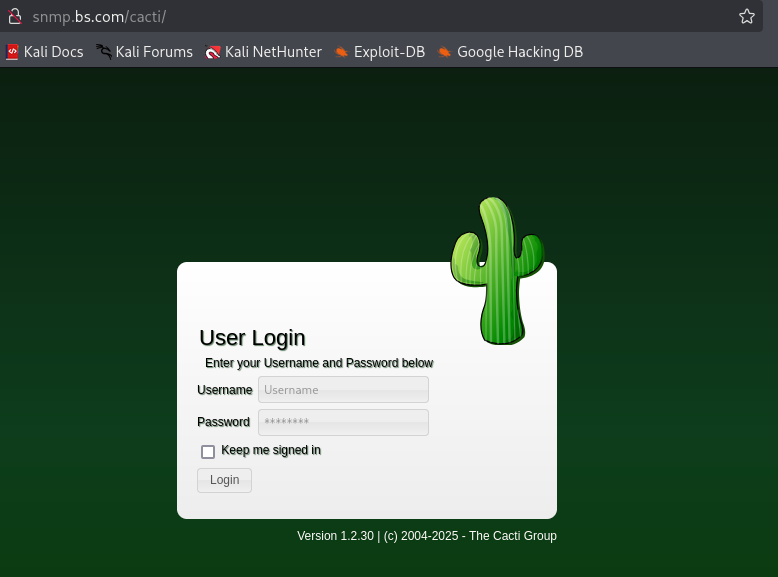 snmp.bs.com/cacti/
Kali Docs Kali Forums Kali NetHunter Exploit-DB Google Hacking DB
User Login
Enter your Username and Password below
Username Username
Password ********
Keep me signed in
Login
Version 1.2.30 | (c) 2004-2025 - The Cacti Group